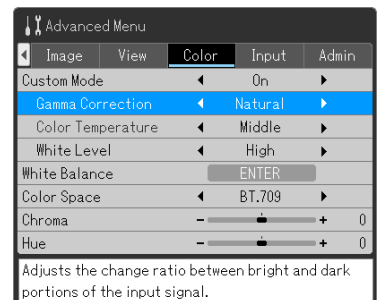 Advanced Menu
Image View Color Input Admin
Custom Mode On
Gamma Correction Natural
Color Temperature Middle
White Level High
White Balance ENTER
Color Space BT.709
Chroma - + 0
Hue - + 0
Adjusts the change ratio between bright and dark
portions of the input signal.